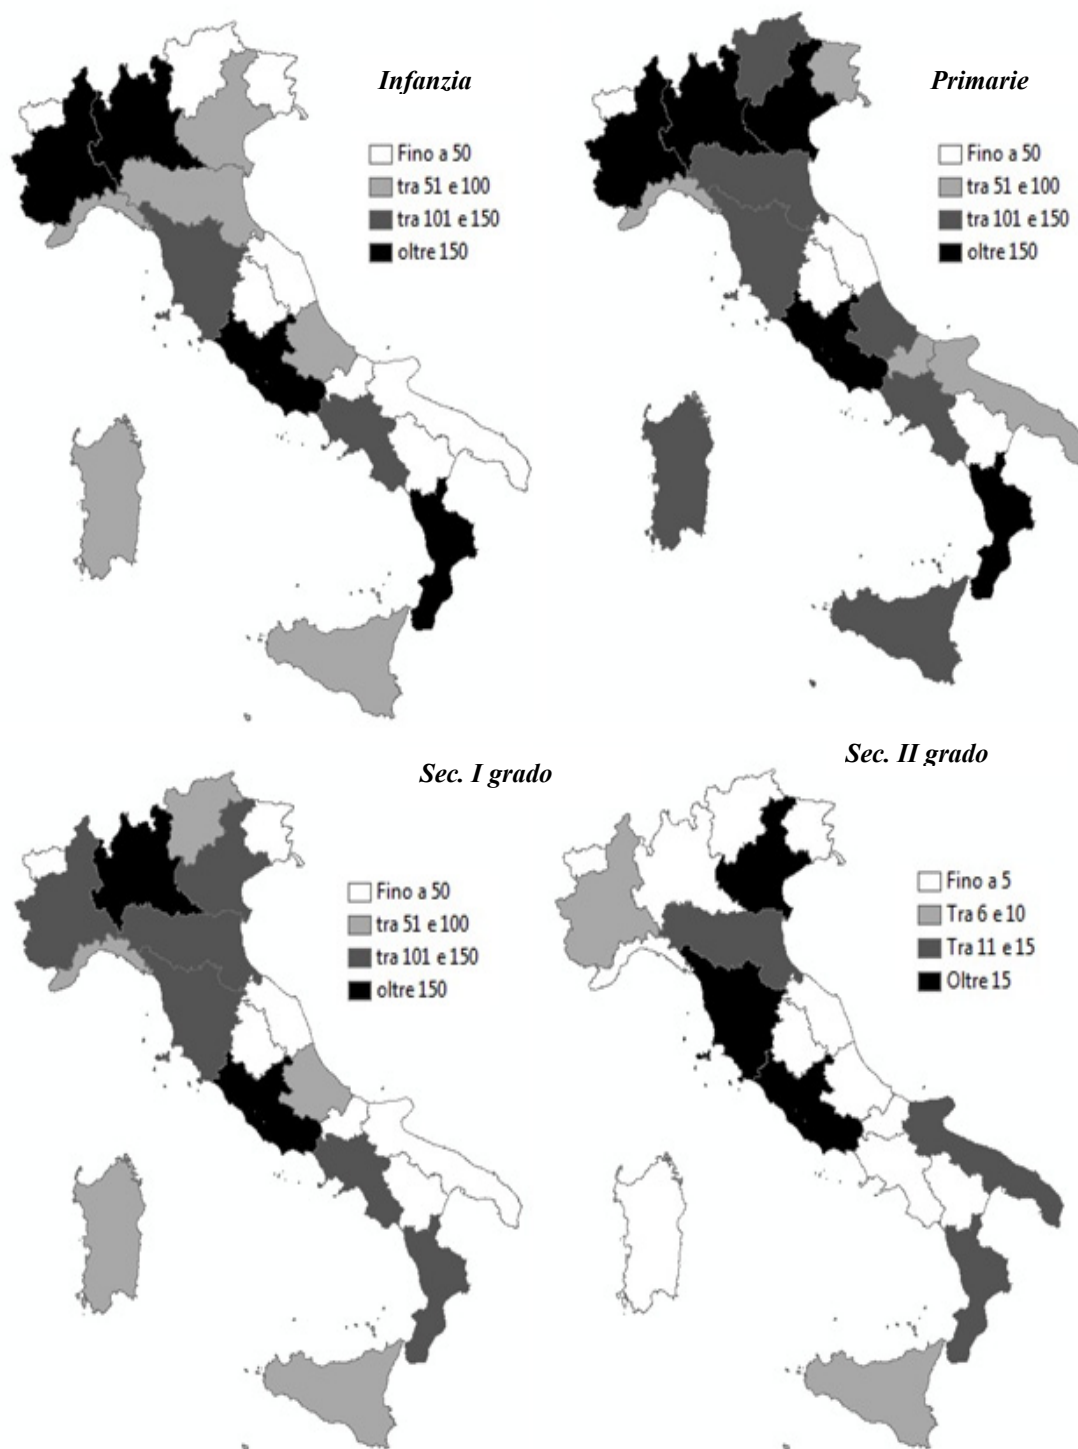 Infanzia
Fino a 50
tra 51 e 100
tra 101 e 150
oltre 150
Primarie
Fino a 50
tra 51 e 100
tra 101 e 150
oltre 150
Sec. I grado
Fino a 50
tra 51 e 100
tra 101 e 150
oltre 150
Sec. II grado
Fino a 5
Tra 6 e 10
Tra 11 e 15
Oltre 15